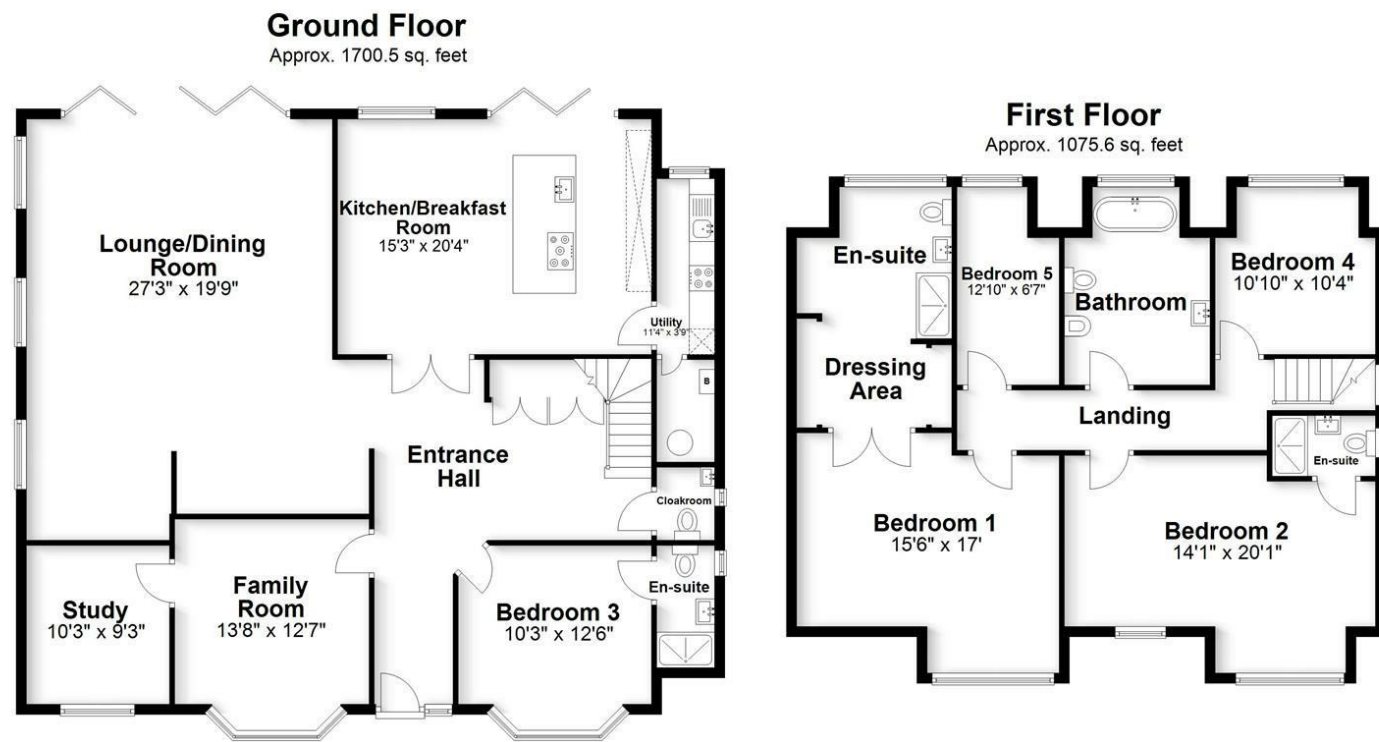 Ground Floor
Approx. 1700.5 sq. feet
Lounge/Dining
Room
27'3" x 19'9"
Kitchen/Breakfast
Room
15'3" x 20'4"
Utility
11'4" x 3'9"
B
Entrance
Hall
Cloakroom
Study
10'3" x 9'3"
Family
Room
13'8" x 12'7"
Bedroom 3
10'3" x 12'6"
En-suite
First Floor
Approx. 1075.6 sq. feet
En-suite
Bedroom 5
12'10" x 6'7"
Bathroom
Bedroom 4
10'10" x 10'4"
Dressing
Area
Landing
En-suite
Bedroom 1
15'6" x 17'
Bedroom 2
14'1" x 20'1"